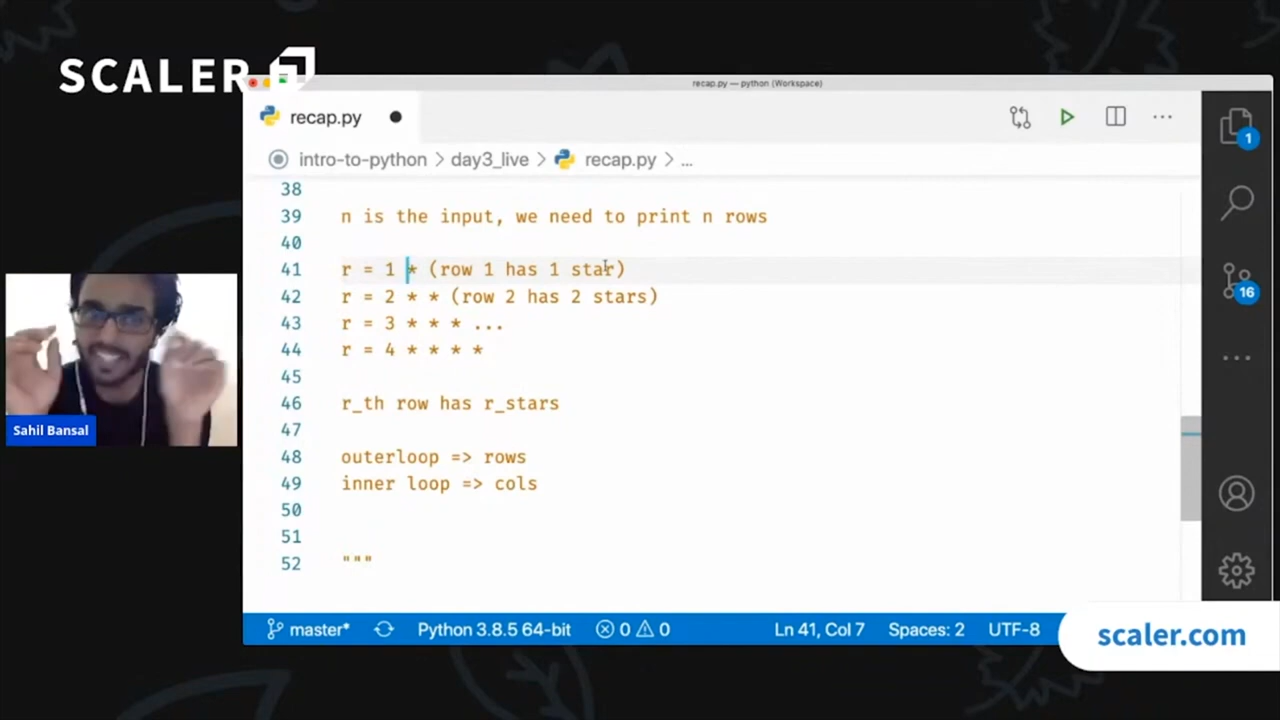 SCALER
recap.py — python (Workspace)
recap.py
intro-to-python > day3_live > recap.py > ...
1
38
39 n is the input, we need to print n rows
40
41 r = 1 * (row 1 has 1 star)
42 r = 2 * * (row 2 has 2 stars)
43 r = 3 * * * ...
44 r = 4 * * * *
45
46 r_th row has r_stars
47
48 outerloop => rows
49 inner loop => cols
50
51
52 """
16
Sahil Bansal
master* Python 3.8.5 64-bit 0 0 Ln 41, Col 7 Spaces: 2 UTF-8
scaler.com